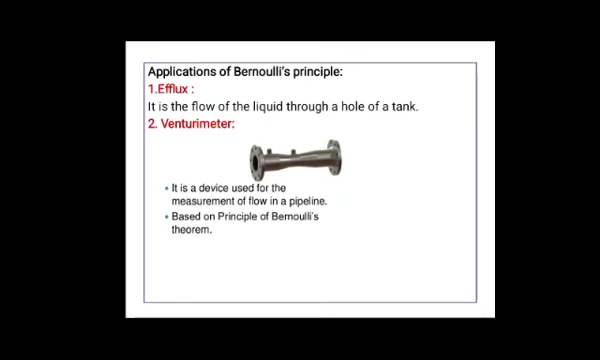 Applications of Bernoulli's principle:
1.Efflux :
It is the flow of the liquid through a hole of a tank.
2. Venturimeter:
• It is a device used for the
measurement of flow in a pipeline.
• Based on Principle of Bernoulli's
theorem.